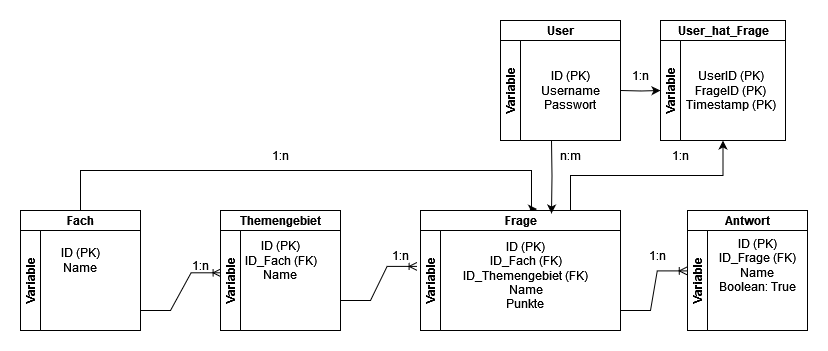 User
Variable
ID (PK)
Username
Passwort
1:n
User_hat_Frage
Variable
UserID (PK)
FrageID (PK)
Timestamp (PK)
1:n
n:m
1:n
Fach
Variable
ID (PK)
Name
1:n
Themengebiet
Variable
ID (PK)
ID_Fach (FK)
Name
1:n
Frage
Variable
ID (PK)
ID_Fach (FK)
ID_Themengebiet (FK)
Name
Punkte
1:n
Antwort
Variable
ID (PK)
ID_Frage (FK)
Name
Boolean: True